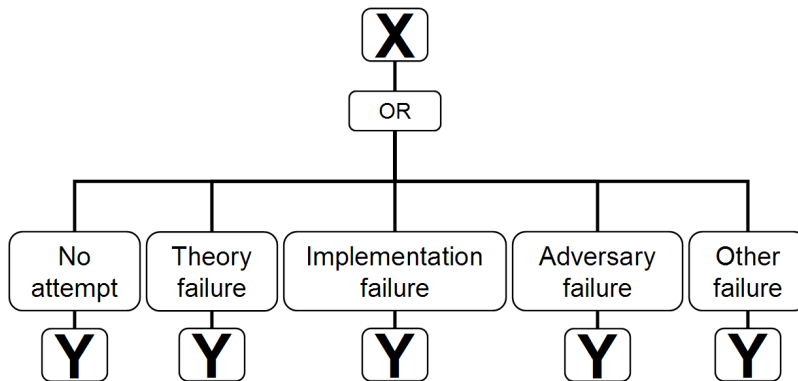 X
OR
No
attempt
Theory
failure
Implementation
failure
Adversary
failure
Other
failure
Y
Y
Y
Y
Y